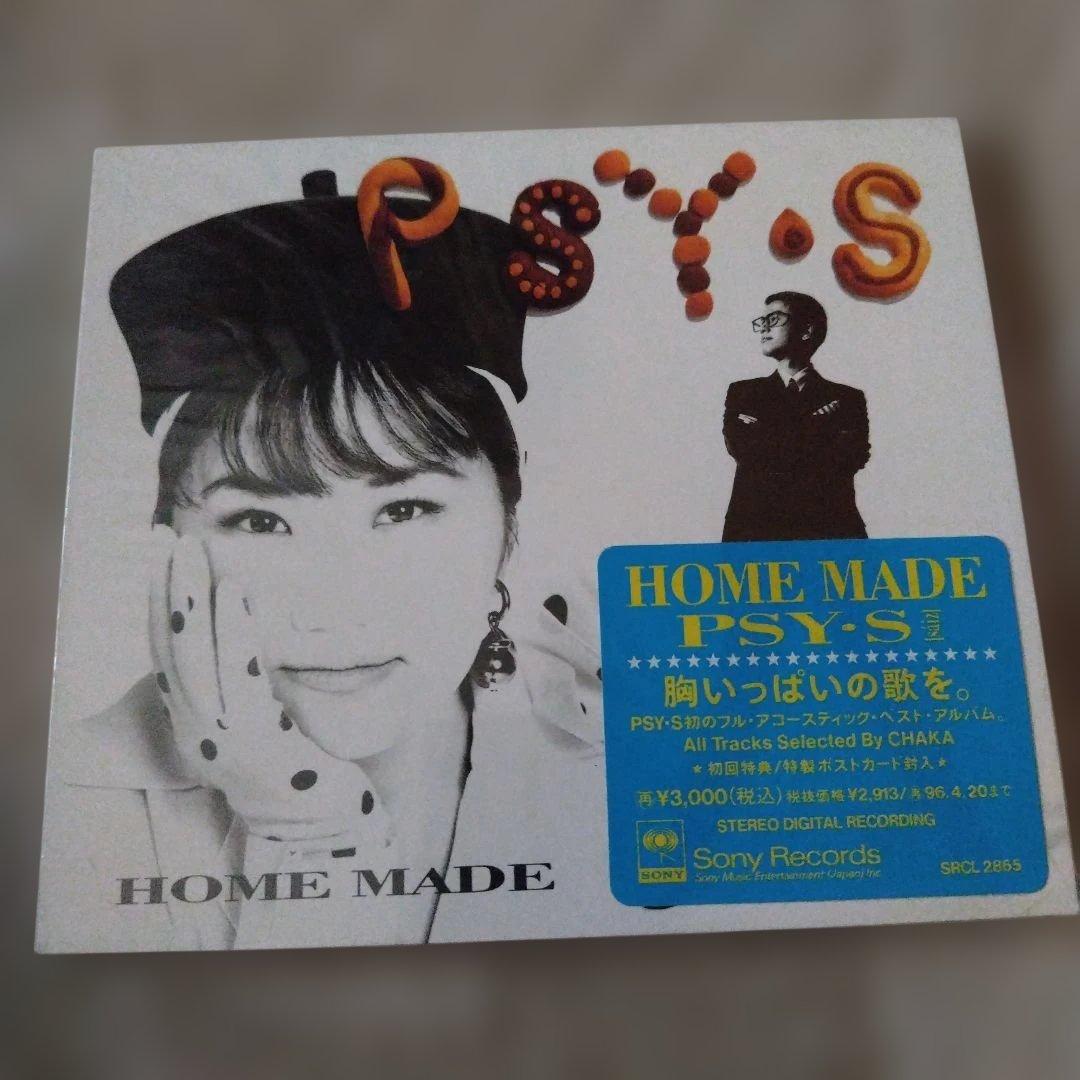 PSY・S
HOME MADE
HOME MADE
PSY・S [saiz]
★★★★★★★★★★★★★★★★★★★
胸いっぱいの歌を。
PSY・S初のフル・アコースティック・ベスト・アルバム。
All Tracks Selected By CHAKA
★初回特典/特製ポストカード封入★
再¥3,000(税込)税抜価格¥2,913/再96.4.20まで
STEREO DIGITAL RECORDING
SONY
Sony Records
Sony Music Entertainment (Japan) Inc.
SRCL 2865